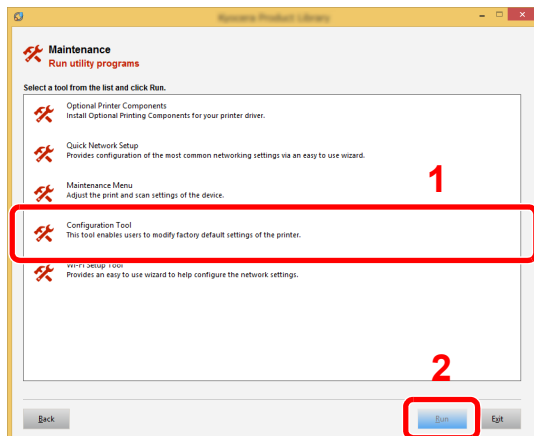 Kyocera Product Library
Maintenance
Run utility programs
Select a tool from the list and click Run.
Optional Printer Components
Install Optional Printing Components for your printer driver.
Quick Network Setup
Provides configuration of the most common networking settings via an easy to use wizard.
1
Maintenance Menu
Adjust the print and scan settings of the device.
Configuration Tool
This tool enables users to modify factory default settings of the printer.
Wi-Fi Setup Tool
Provides an easy to use wizard to help configure the network settings.
2
Back
Run
Exit